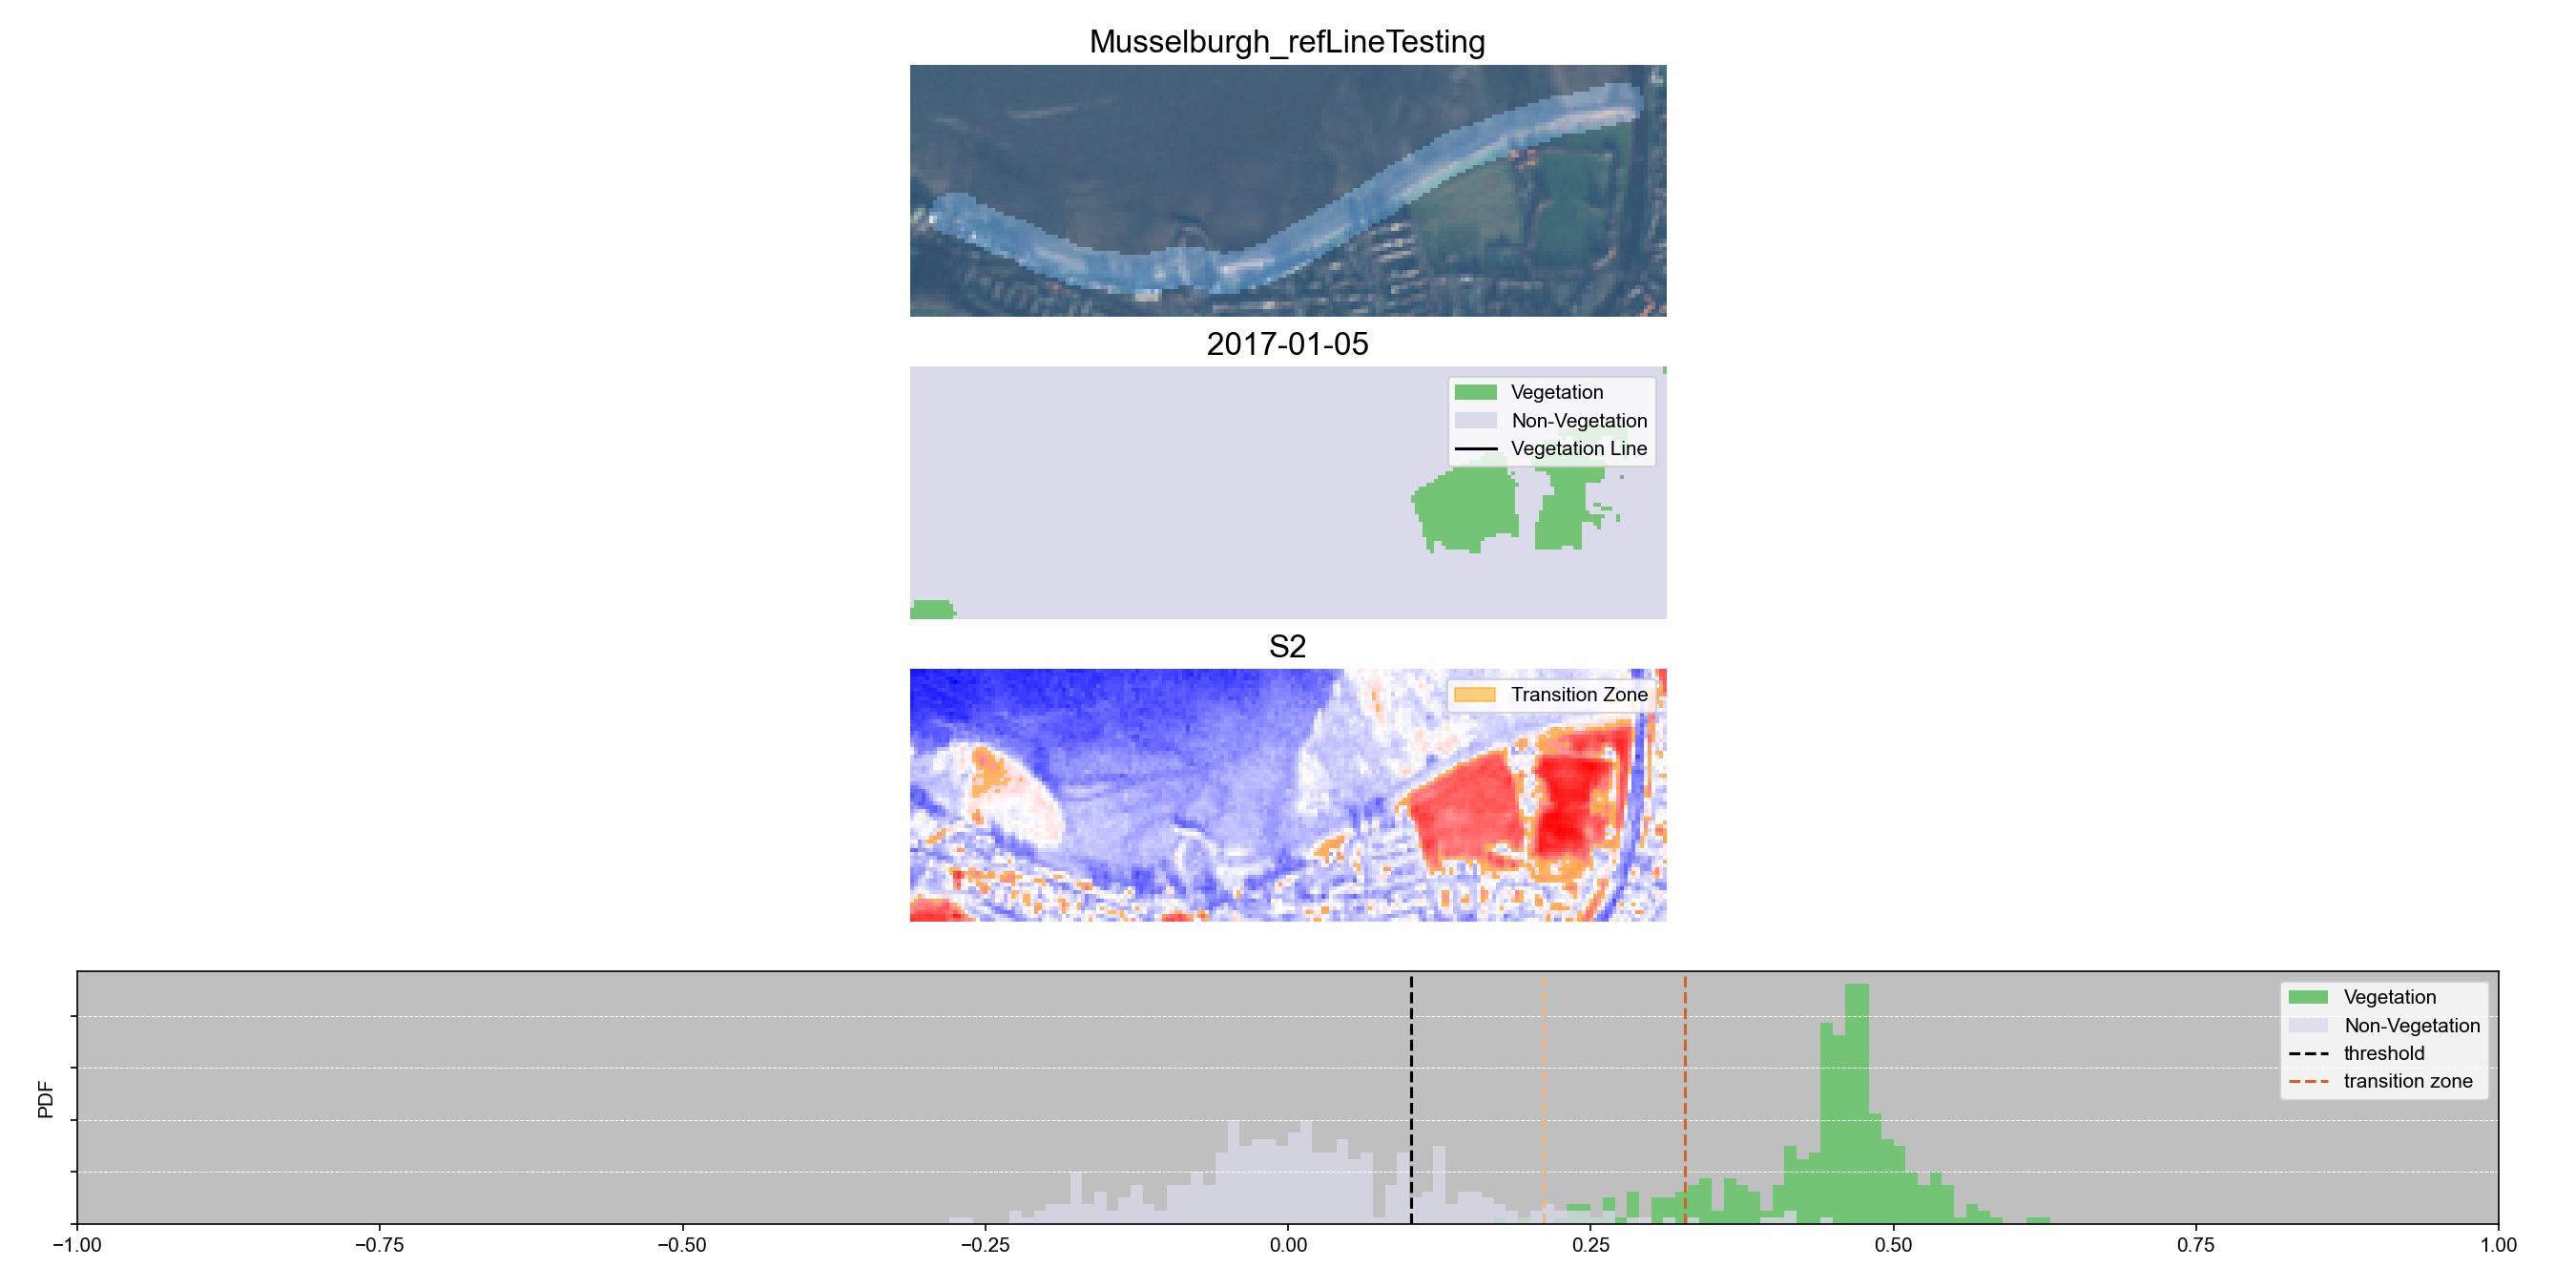 Musselburgh_refLineTesting
2017-01-05
Vegetation
Non-Vegetation
Vegetation Line
S2
Transition Zone
PDF
Vegetation
Non-Vegetation
threshold
transition zone
−1.00 −0.75 −0.50 −0.25 0.00 0.25 0.50 0.75 1.00